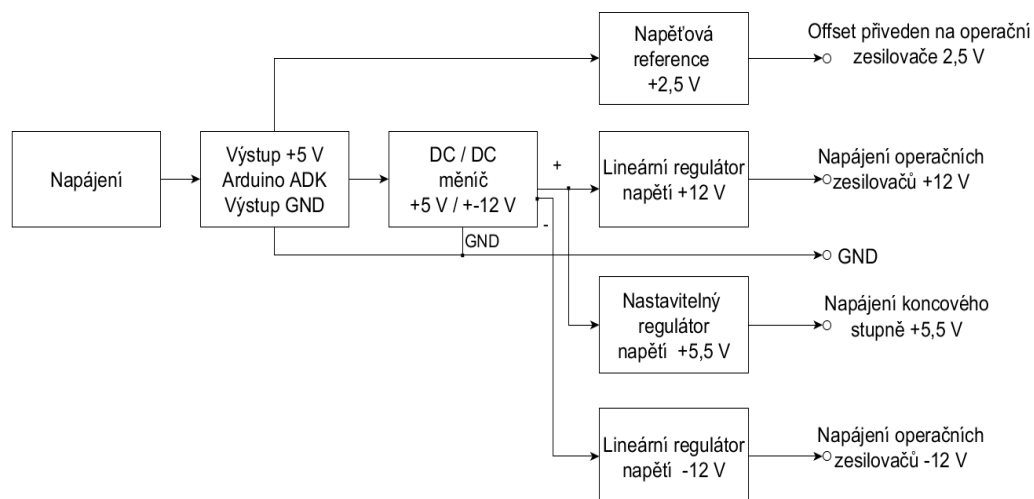 Napěťová
reference
+2,5 V
Offset přiveden na operační
zesilovače 2,5 V
Napájení
Výstup +5 V
Arduino ADK
Výstup GND
DC / DC
měníč
+5 V / +-12 V
+
-
GND
Lineární regulátor
napětí +12 V
Napájení operačních
zesilovačů +12 V
GND
Nastavitelný
regulátor
napětí +5,5 V
Napájení koncového
stupně +5,5 V
Lineární regulátor
napětí -12 V
Napájení operačních
zesilovačů -12 V